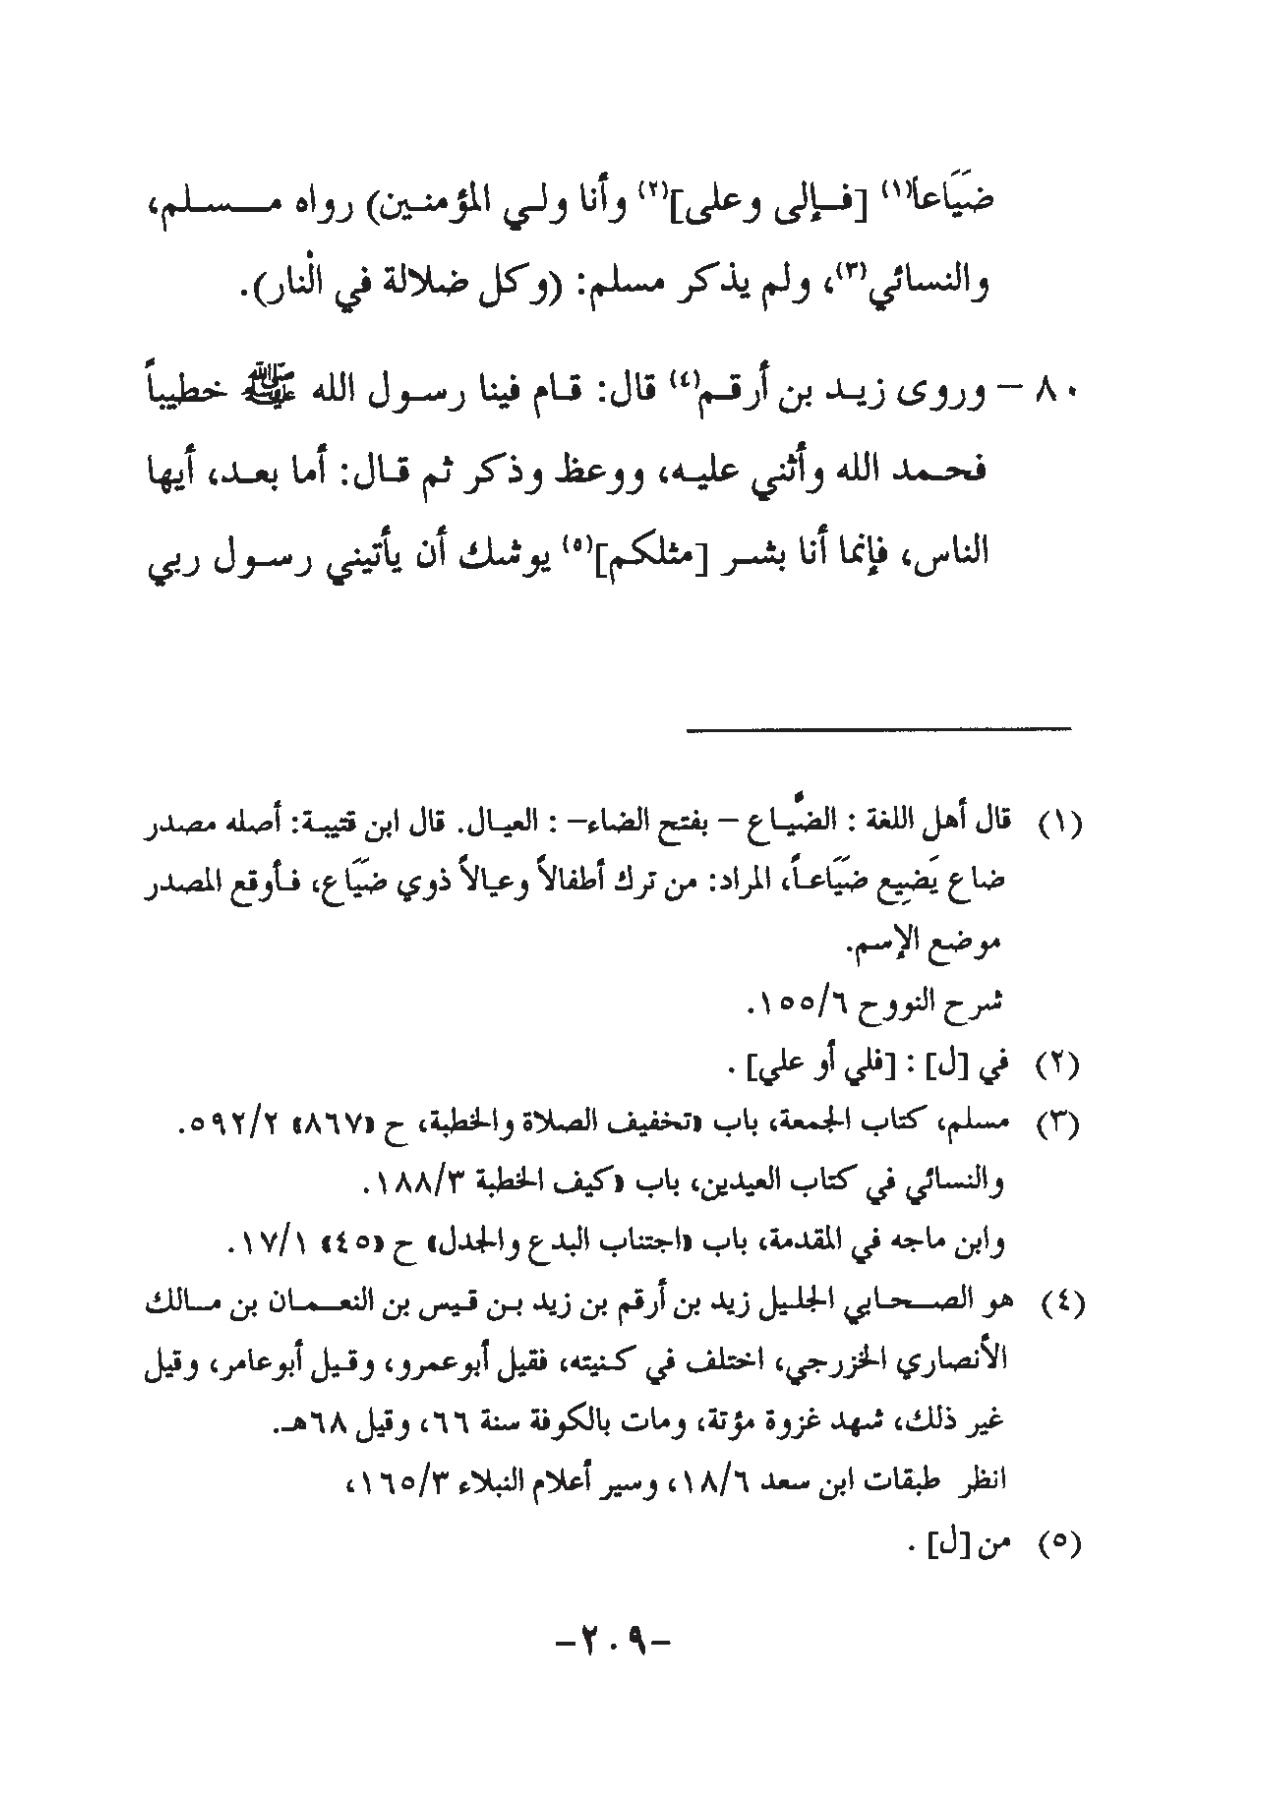 ضَيَاعاً(١) [فإلى وعلى](٢) وأنا ولي المؤمنين) رواه مسلم،
والنسائي(٣)، ولم يذكر مسلم: (وكل ضلالة في النار).
٨٠ – وروى زيد بن أرقم(٤) قال: قام فينا رسول الله ﷺ خطيباً
فحمد الله وأثني عليه، ووعظ وذكر ثم قال: أما بعد، أيها
الناس، فإنما أنا بشر [مثلكم](٥) يوشك أن يأتيني رسول ربي
(١) قال أهل اللغة : الضَّياع – بفتح الضاء– : العيال. قال ابن قتيبة: أصله مصدر
ضاع يَضيِع ضَيَاعاً، المراد: من ترك أطفالاً وعيالاً ذوي ضَيَاع، فأوقع المصدر
موضع الإسم.
شرح النووح ١٥٥/٦.
(٢) في [ل] : [فلي أو علي] .
(٣) مسلم، كتاب الجمعة، باب «تخفيف الصلاة والخطبة، ح «٨٦٧» ٥٩٢/٢.
والنسائي في كتاب العيدين، باب «كيف الخطبة ١٨٨/٣.
وابن ماجه في المقدمة، باب «اجتناب البدع والجدل» ح «٤٥» ١٧/١.
(٤) هو الصحابي الجليل زيد بن أرقم بن زيد بن قيس بن النعمان بن مالك
الأنصاري الخزرجي، اختلف في كنيته، فقيل أبوعمرو، وقيل أبوعامر، وقيل
غير ذلك، شهد غزوة مؤتة، ومات بالكوفة سنة ٦٦، وقيل ٦٨هـ.
انظر طبقات ابن سعد ١٨/٦، وسير أعلام النبلاء ١٦٥/٣،
(٥) من [ل] .
–٢٠٩–